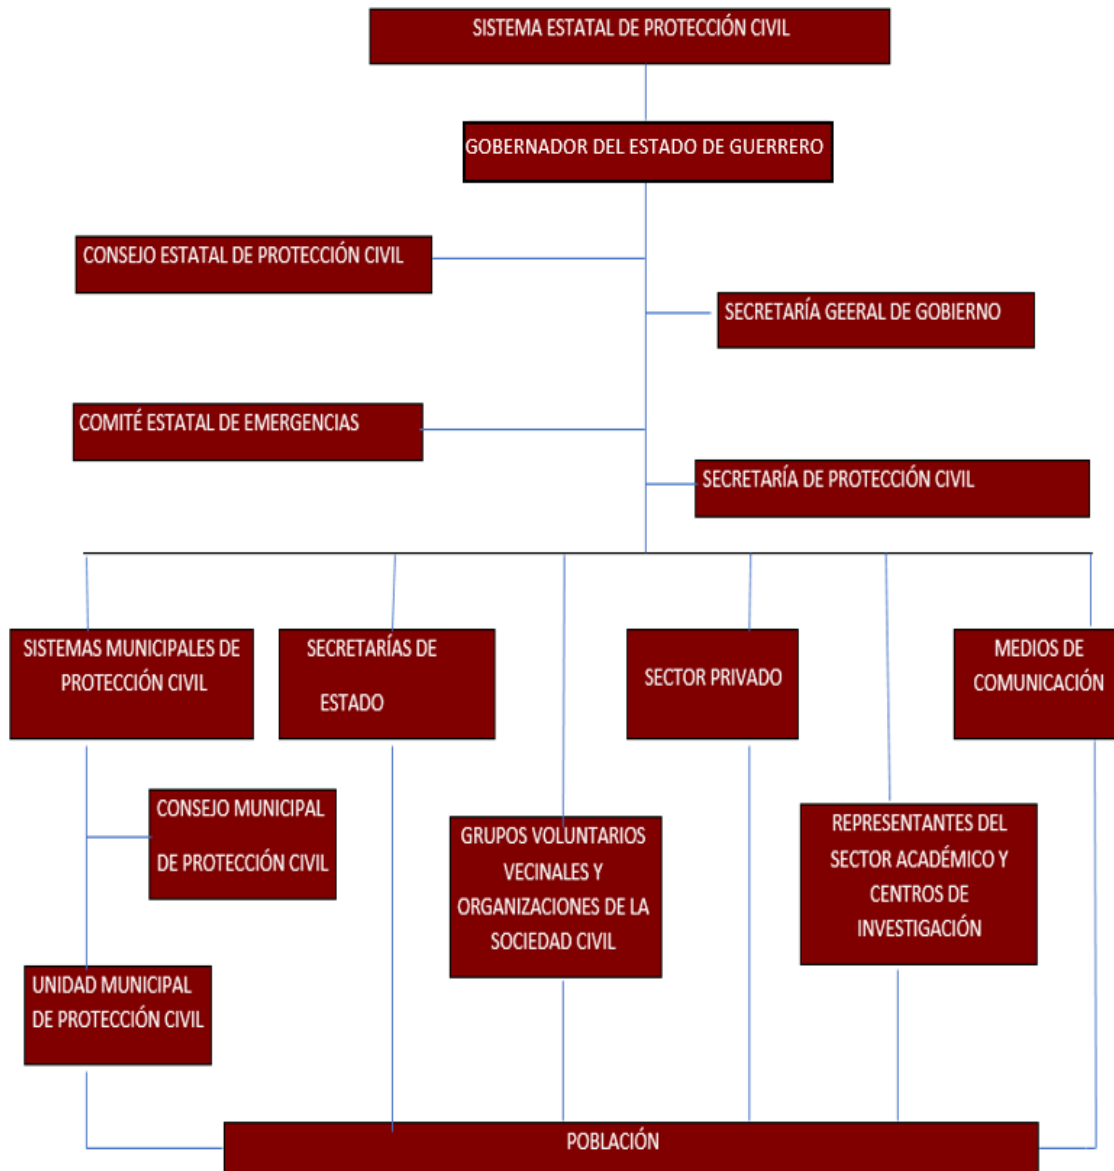 SISTEMA ESTATAL DE PROTECCIÓN CIVIL
GOBERNADOR DEL ESTADO DE GUERRERO
CONSEJO ESTATAL DE PROTECCIÓN CIVIL
SECRETARÍA GEERAL DE GOBIERNO
COMITÉ ESTATAL DE EMERGENCIAS
SECRETARÍA DE PROTECCIÓN CIVIL
SISTEMAS MUNICIPALES DE
PROTECCIÓN CIVIL
SECRETARÍAS DE
ESTADO
SECTOR PRIVADO
MEDIOS DE
COMUNICACIÓN
CONSEJO MUNICIPAL
DE PROTECCIÓN CIVIL
GRUPOS VOLUNTARIOS
VECINALES Y
ORGANIZACIONES DE LA
SOCIEDAD CIVIL
REPRESENTANTES DEL
SECTOR ACADÉMICO Y
CENTROS DE
INVESTIGACIÓN
UNIDAD MUNICIPAL
DE PROTECCIÓN CIVIL
POBLACIÓN